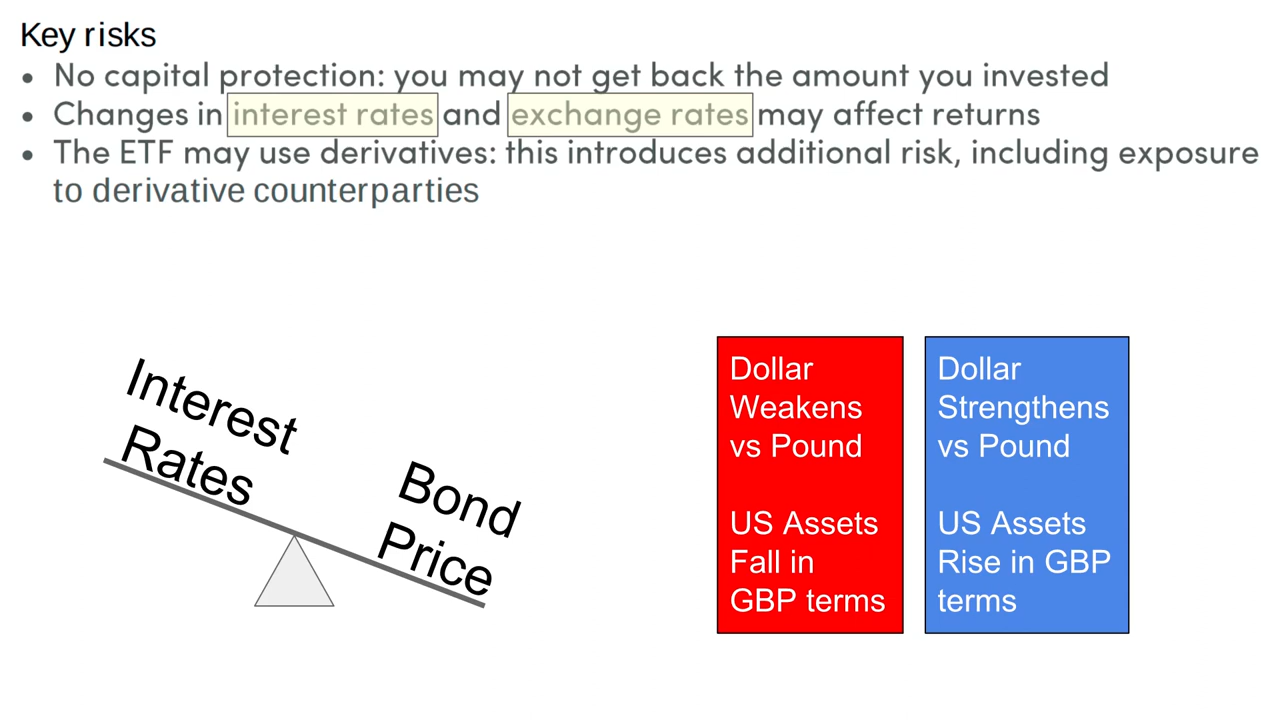 Key risks
• No capital protection: you may not get back the amount you invested
• Changes in interest rates and exchange rates may affect returns
• The ETF may use derivatives: this introduces additional risk, including exposure
to derivative counterparties
Interest
Rates
Bond
Price
Dollar
Weakens
vs Pound
US Assets
Fall in
GBP terms
Dollar
Strengthens
vs Pound
US Assets
Rise in GBP
terms